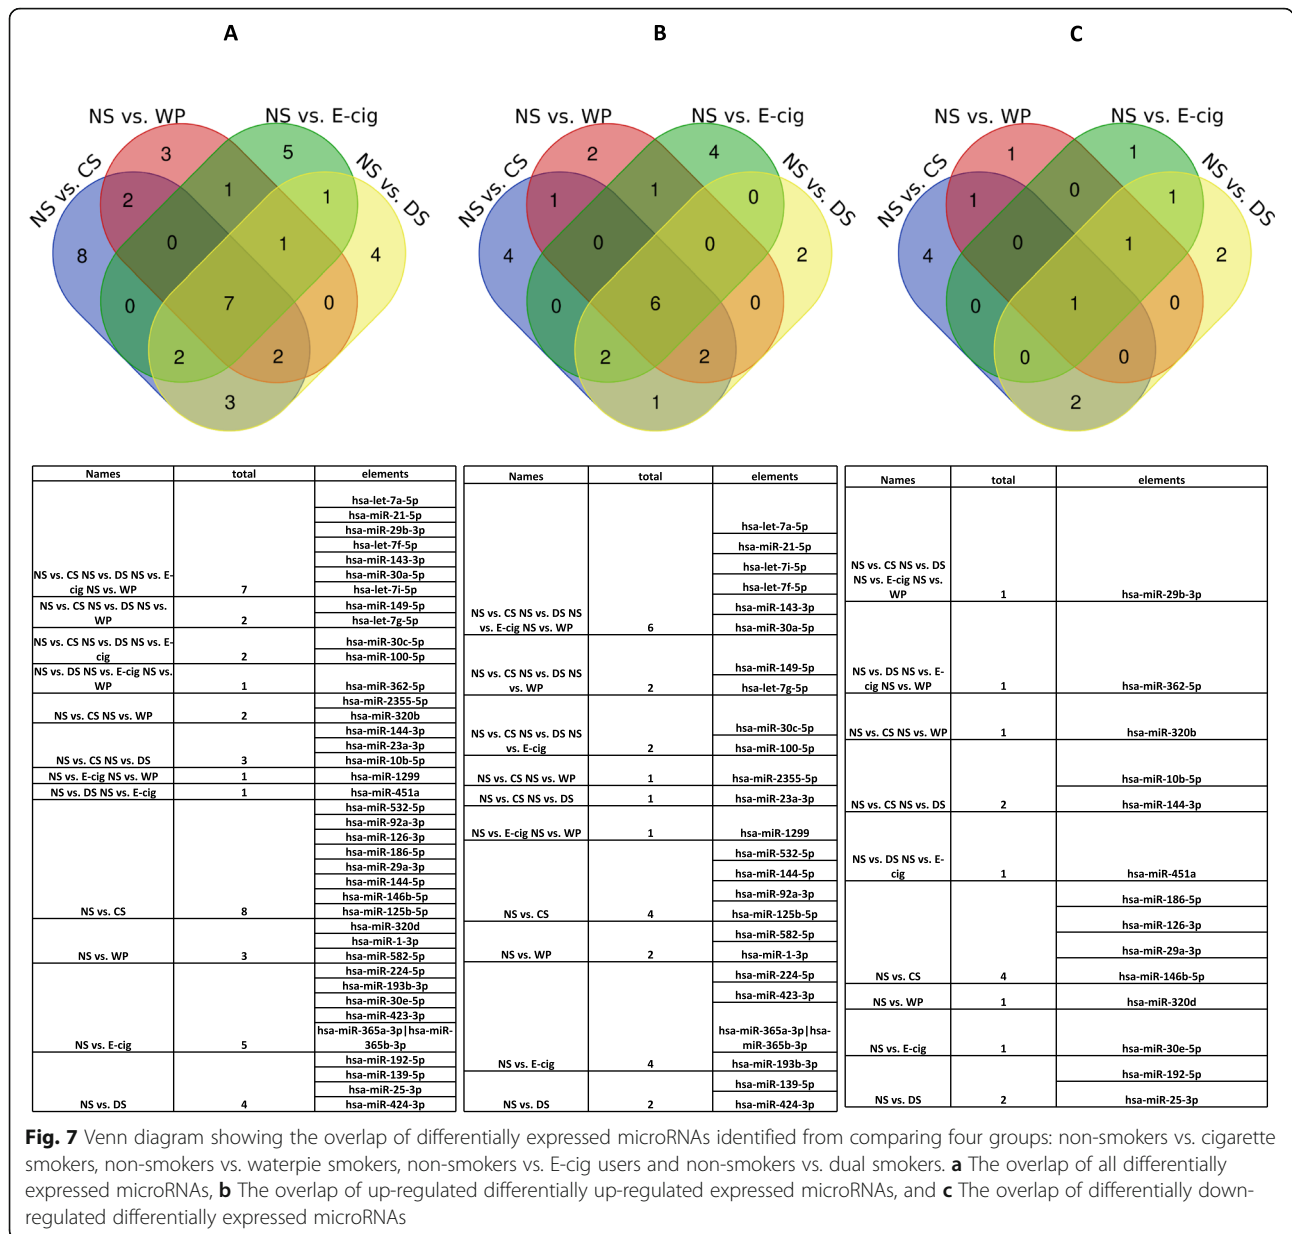 A
B
C
NS vs. WP
NS vs. E-cig
NS vs. CS
NS vs. DS
3
5
2
1
1
8
0
1
4
0
7
0
2
2
3
NS vs. WP
NS vs. E-cig
NS vs. CS
NS vs. DS
2
4
1
1
0
4
0
0
2
0
6
0
2
2
1
NS vs. WP
NS vs. E-cig
NS vs. CS
NS vs. DS
1
1
1
0
1
4
0
1
2
0
1
0
0
0
2
Names total elements
hsa-let-7a-5p
hsa-miR-21-5p
hsa-miR-29b-3p
hsa-let-7f-5p
hsa-miR-143-3p
NS vs. CS NS vs. DS NS vs. E- hsa-miR-30a-5p
cig NS vs. WP 7 hsa-let-7i-5p
NS vs. CS NS vs. DS NS vs. hsa-miR-149-5p
WP 2 hsa-let-7g-5p
NS vs. CS NS vs. DS NS vs. E- hsa-miR-30c-5p
cig 2 hsa-miR-100-5p
NS vs. DS NS vs. E-cig NS vs.
WP 1 hsa-miR-362-5p
hsa-miR-2355-5p
NS vs. CS NS vs. WP 2 hsa-miR-320b
hsa-miR-144-3p
hsa-miR-23a-3p
NS vs. CS NS vs. DS 3 hsa-miR-10b-5p
NS vs. E-cig NS vs. WP 1 hsa-miR-1299
NS vs. DS NS vs. E-cig 1 hsa-miR-451a
hsa-miR-532-5p
hsa-miR-92a-3p
hsa-miR-126-3p
hsa-miR-186-5p
hsa-miR-29a-3p
hsa-miR-144-5p
hsa-miR-146b-5p
NS vs. CS 8 hsa-miR-125b-5p
hsa-miR-320d
hsa-miR-1-3p
NS vs. WP 3 hsa-miR-582-5p
hsa-miR-224-5p
hsa-miR-193b-3p
hsa-miR-30e-5p
hsa-miR-423-3p
hsa-miR-365a-3p|hsa-miR-
NS vs. E-cig 5 365b-3p
hsa-miR-192-5p
hsa-miR-139-5p
hsa-miR-25-3p
NS vs. DS 4 hsa-miR-424-3p
Names total elements
hsa-let-7a-5p
hsa-miR-21-5p
hsa-let-7i-5p
hsa-let-7f-5p
NS vs. CS NS vs. DS NS hsa-miR-143-3p
vs. E-cig NS vs. WP 6 hsa-miR-30a-5p
NS vs. CS NS vs. DS NS hsa-miR-149-5p
vs. WP 2 hsa-let-7g-5p
NS vs. CS NS vs. DS NS hsa-miR-30c-5p
vs. E-cig 2 hsa-miR-100-5p
NS vs. CS NS vs. WP 1 hsa-miR-2355-5p
NS vs. CS NS vs. DS 1 hsa-miR-23a-3p
NS vs. E-cig NS vs. WP 1 hsa-miR-1299
hsa-miR-532-5p
hsa-miR-144-5p
hsa-miR-92a-3p
NS vs. CS 4 hsa-miR-125b-5p
hsa-miR-582-5p
NS vs. WP 2 hsa-miR-1-3p
hsa-miR-224-5p
hsa-miR-423-3p
hsa-miR-365a-3p|hsa-
miR-365b-3p
NS vs. E-cig 4 hsa-miR-193b-3p
hsa-miR-139-5p
NS vs. DS 2 hsa-miR-424-3p
Names total elements
NS vs. CS NS vs. DS
NS vs. E-cig NS vs.
WP 1 hsa-miR-29b-3p
NS vs. DS NS vs. E-
cig NS vs. WP 1 hsa-miR-362-5p
NS vs. CS NS vs. WP 1 hsa-miR-320b
hsa-miR-10b-5p
NS vs. CS NS vs. DS 2 hsa-miR-144-3p
NS vs. DS NS vs. E-
cig 1 hsa-miR-451a
hsa-miR-186-5p
hsa-miR-126-3p
hsa-miR-29a-3p
NS vs. CS 4 hsa-miR-146b-5p
NS vs. WP 1 hsa-miR-320d
NS vs. E-cig 1 hsa-miR-30e-5p
hsa-miR-192-5p
NS vs. DS 2 hsa-miR-25-3p
Fig. 7 Venn diagram showing the overlap of differentially expressed microRNAs identified from comparing four groups: non-smokers vs. cigarette
smokers, non-smokers vs. waterpie smokers, non-smokers vs. E-cig users and non-smokers vs. dual smokers. a The overlap of all differentially
expressed microRNAs, b The overlap of up-regulated differentially up-regulated expressed microRNAs, and c The overlap of differentially down-
regulated differentially expressed microRNAs